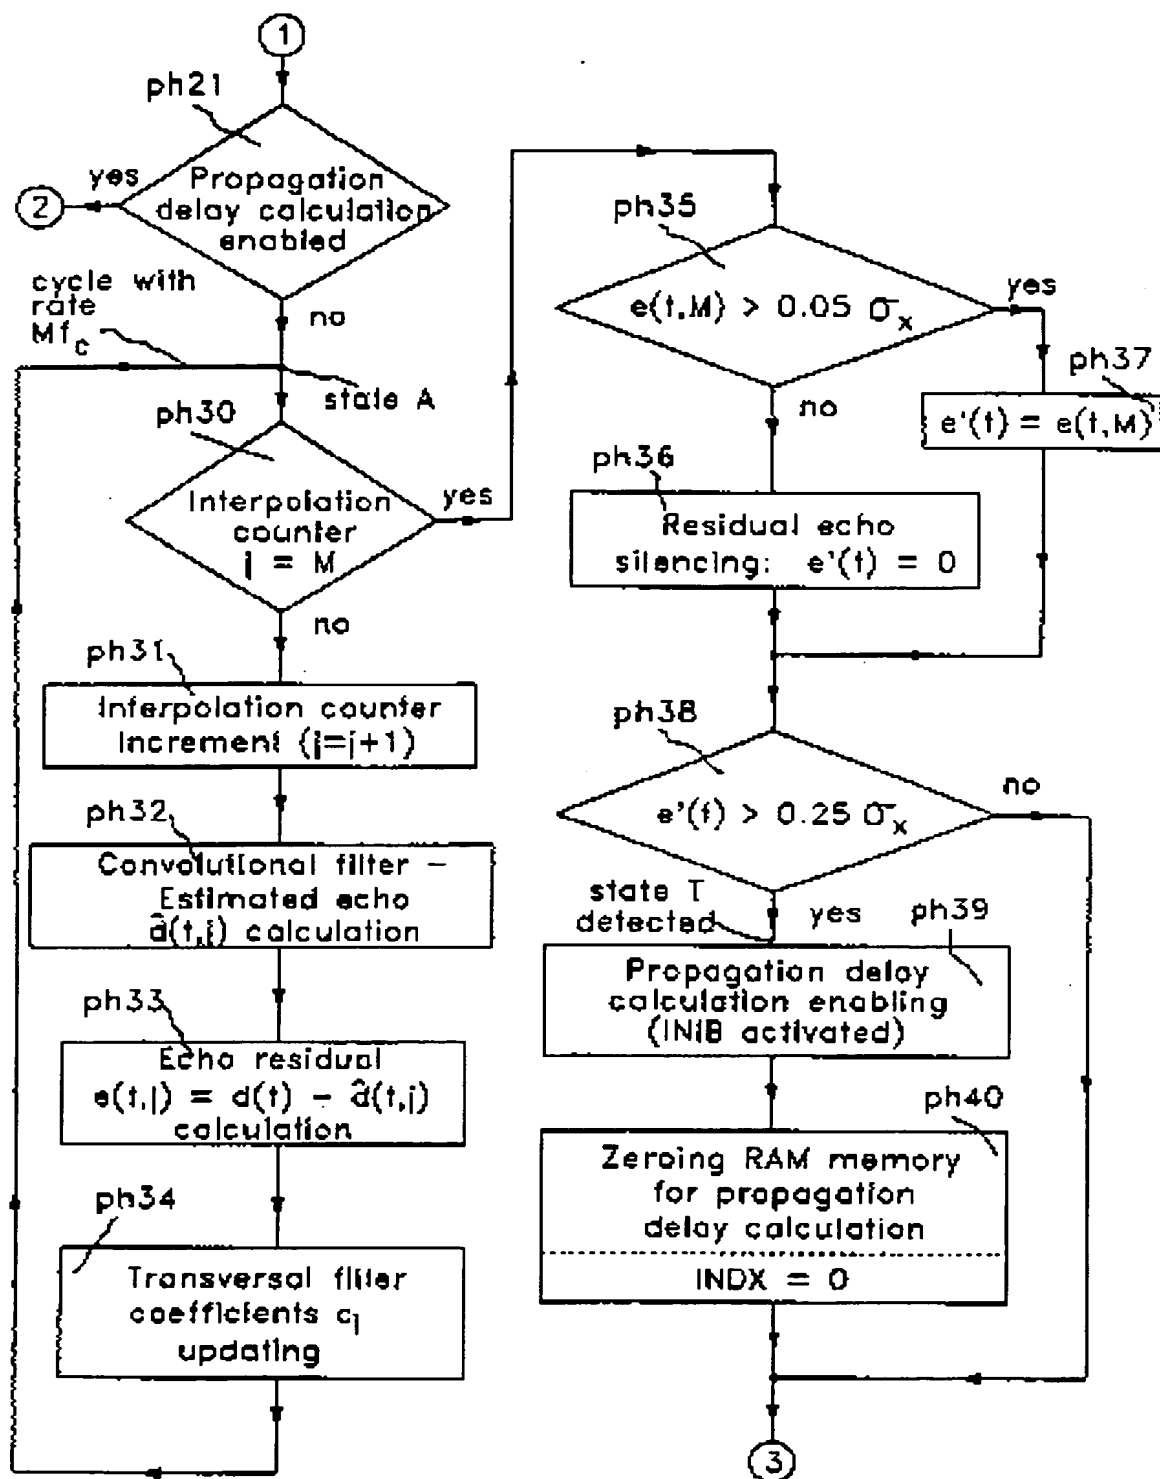 1
ph21
yes
2
Propagation
delay calculation
enabled
cycle with
rate
Mf_c
no
state A
ph30
Interpolation
counter
j = M
yes
no
ph31
Interpolation counter
Increment (j=j+1)
ph32
Convolutional filter –
Estimated echo
d̂(t,j) calculation
ph33
Echo residual
e(t,j) = d(t) – d̂(t,j)
calculation
ph34
Transversal filter
coefficients c_j
updating
ph35
e(t,M) > 0.05 σ_x
yes
ph37
e'(t) = e(t,M)
no
ph36
Residual echo
silencing: e'(t) = 0
ph38
e'(t) > 0.25 σ_x
no
state T
detected
yes
ph39
Propagation delay
calculation enabling
(INIB activated)
ph40
Zeroing RAM memory
for propagation
delay calculation
INDX = 0
3